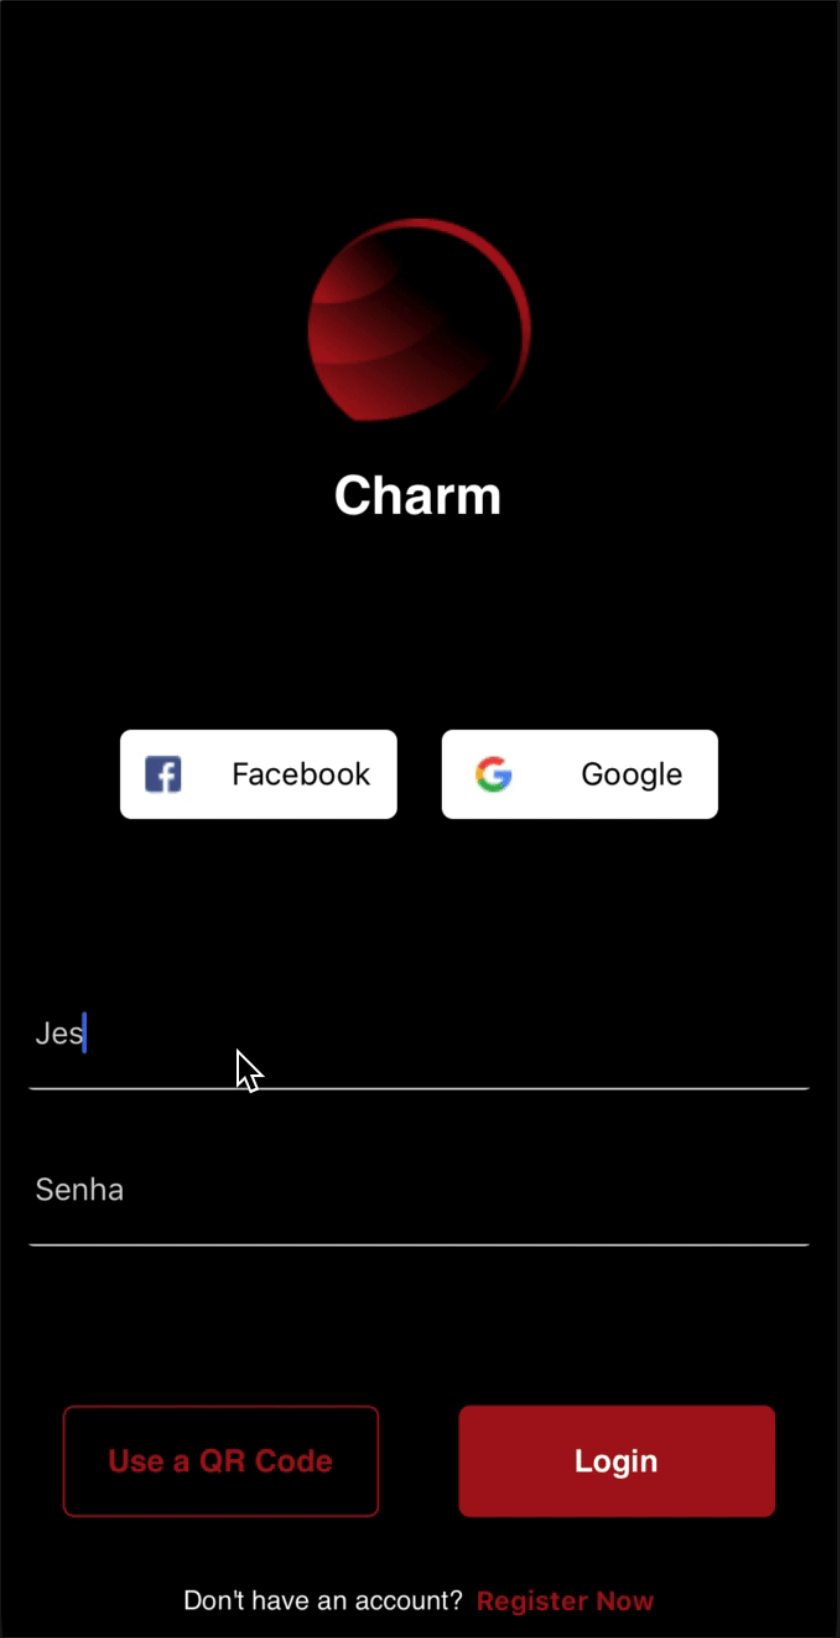 Charm
Facebook Google
Jes
Senha
Use a QR Code Login
Don't have an account? Register Now